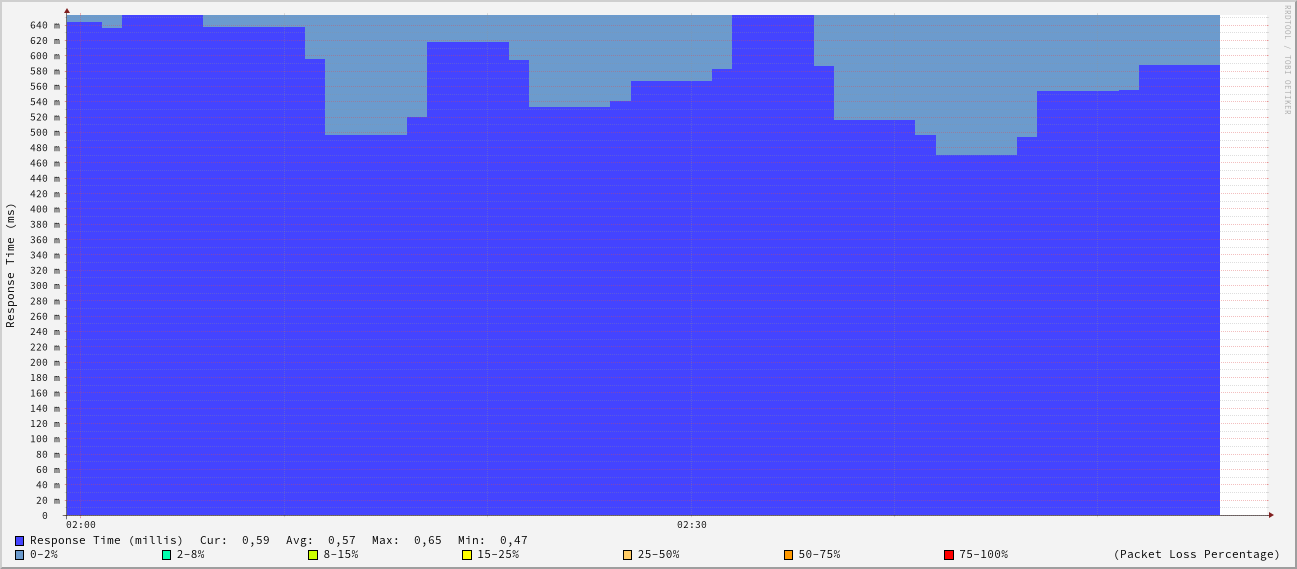 640 m
620 m
600 m
580 m
560 m
540 m
520 m
500 m
480 m
460 m
440 m
420 m
400 m
380 m
360 m
340 m
320 m
300 m
280 m
260 m
240 m
220 m
200 m
180 m
160 m
140 m
120 m
100 m
80 m
60 m
40 m
20 m
0
Response Time (ms)
RRDTOOL / TOBI OETIKER
02:00 02:30
Response Time (millis) Cur: 0,59 Avg: 0,57 Max: 0,65 Min: 0,47
0-2% 2-8% 8-15% 15-25% 25-50% 50-75% 75-100% (Packet Loss Percentage)